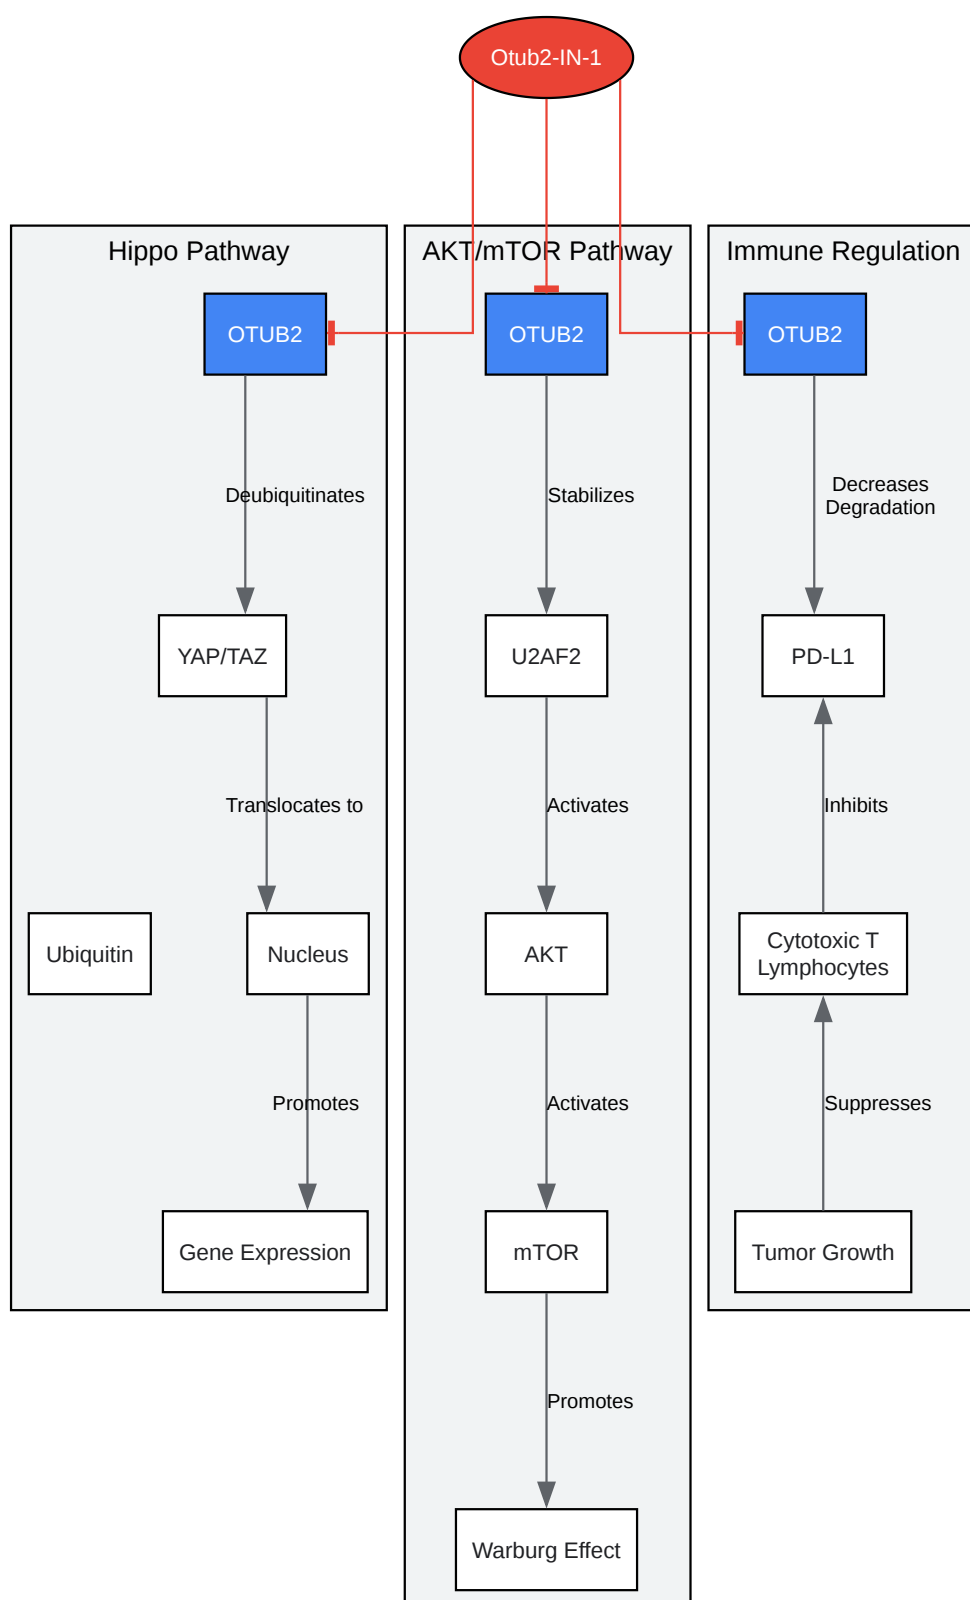 Otub2-IN-1
Hippo Pathway
OTUB2
Deubiquitinates
YAP/TAZ
Translocates to
Ubiquitin
Nucleus
Promotes
Gene Expression
AKT/mTOR Pathway
OTUB2
Stabilizes
U2AF2
Activates
AKT
Activates
mTOR
Promotes
Warburg Effect
Immune Regulation
OTUB2
Decreases
Degradation
PD-L1
Inhibits
Cytotoxic T
Lymphocytes
Suppresses
Tumor Growth